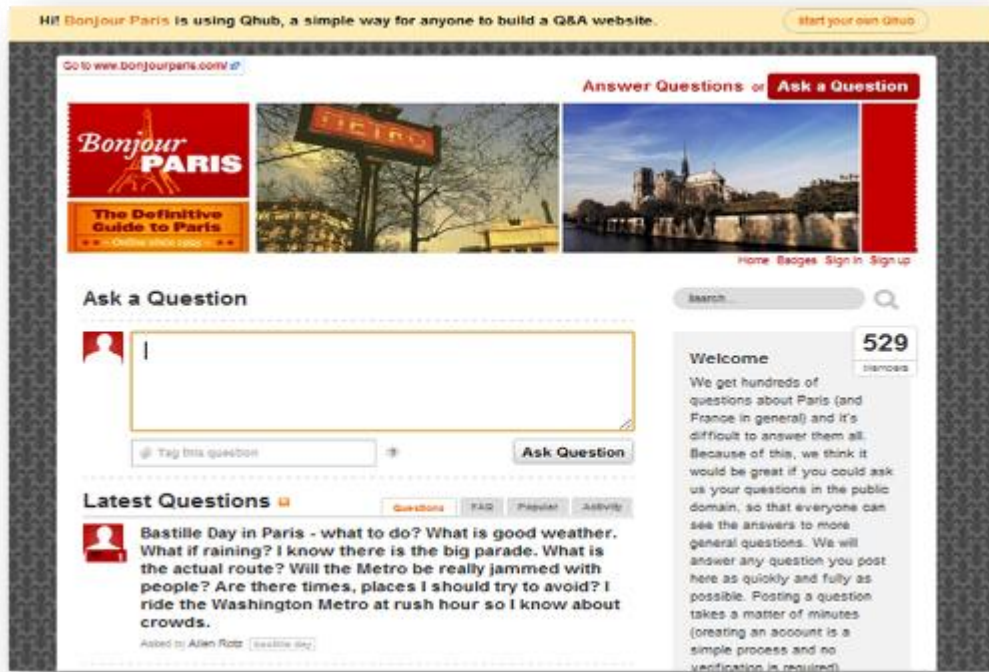 Hi! Bonjour Paris is using Qhub, a simple way for anyone to build a Q&A website.
start your own Qhub
Go to www.bonjourparis.com/
Answer Questions or Ask a Question
Bonjour
PARIS
The Definitive
Guide to Paris
Online since 1995
METRO
Home Badges Sign in Sign up
Ask a Question
Search...
529
Members
Welcome
We get hundreds of
questions about Paris (and
France in general) and it's
difficult to answer them all.
Because of this, we think it
would be great if you could ask
us your questions in the public
domain, so that everyone can
see the answers to more
general questions. We will
answer any question you post
here as quickly and fully as
possible. Posting a question
takes a matter of minutes
(creating an account is a
simple process and no
verification is required)
Tag this question
Ask Question
Latest Questions
Questions FAQ Popular Activity
Bastille Day in Paris - what to do? What is good weather.
What if raining? I know there is the big parade. What is
the actual route? Will the Metro be really jammed with
people? Are there times, places I should try to avoid? I
ride the Washington Metro at rush hour so I know about
crowds.
Asked by Allen Rotz bastille day